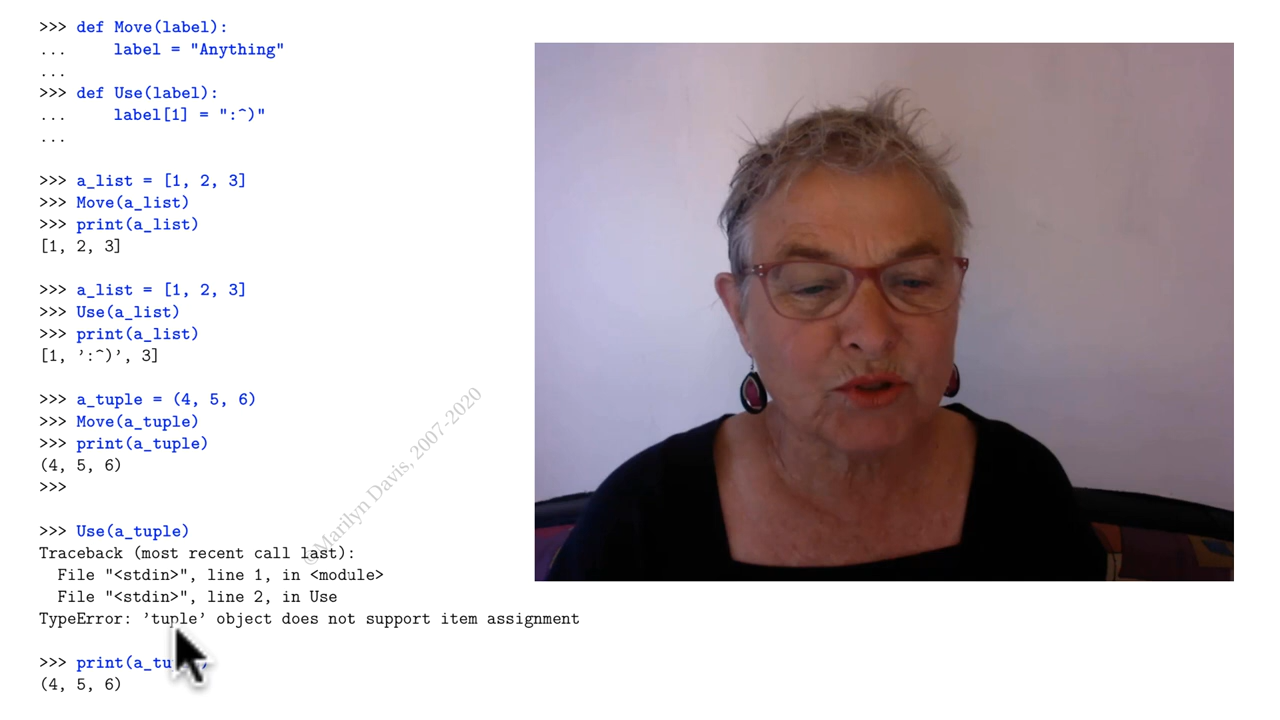 >>> def Move(label):
...     label = "Anything"
...
>>> def Use(label):
...     label[1] = ":^)"
...
>>> a_list = [1, 2, 3]
>>> Move(a_list)
>>> print(a_list)
[1, 2, 3]
>>> a_list = [1, 2, 3]
>>> Use(a_list)
>>> print(a_list)
[1, ':^)', 3]
>>> a_tuple = (4, 5, 6)
>>> Move(a_tuple)
>>> print(a_tuple)
(4, 5, 6)
>>>
>>> Use(a_tuple)
Traceback (most recent call last):
  File "<stdin>", line 1, in <module>
  File "<stdin>", line 2, in Use
TypeError: 'tuple' object does not support item assignment
>>> print(a_tu
(4, 5, 6)
©Marilyn Davis, 2007-2020